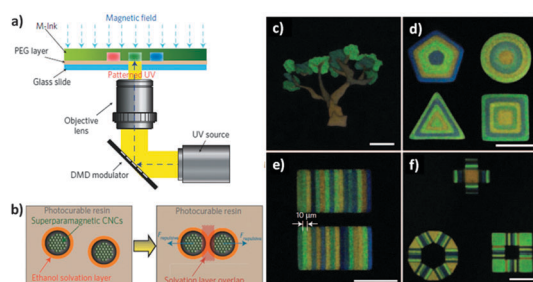 a)
Magnetic field
M-Ink
PEG layer
Glass slide
Patterned UV
Objective lens
UV source
DMD modulator
b)
Photocurable resin
Photocurable resin
Superparamagnetic CNCs
Ethanol solvation layer
Solvation layer overlap
c)
d)
e)
10 μm
f)